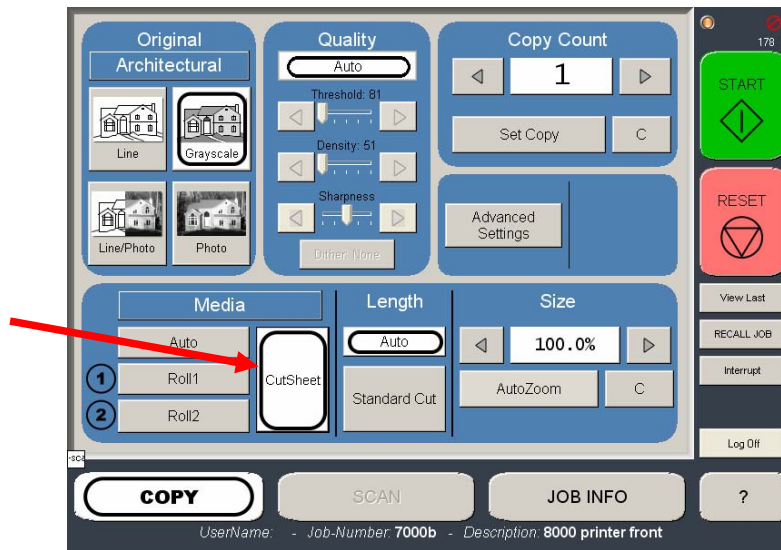 Original
Architectural
Line
Grayscale
Line/Photo
Photo
Quality
Auto
Threshold: 81
Density: 51
Sharpness
Dither: None
Copy Count
1
Set Copy
C
Advanced
Settings
178
START
RESET
View Last
RECALL JOB
Interrupt
Log Off
Media
Auto
1
Roll1
2
Roll2
CutSheet
Length
Auto
Standard Cut
Size
100.0%
AutoZoom
C
-sca
COPY
SCAN
JOB INFO
?
UserName: - Job-Number: 7000b - Description: 8000 printer front